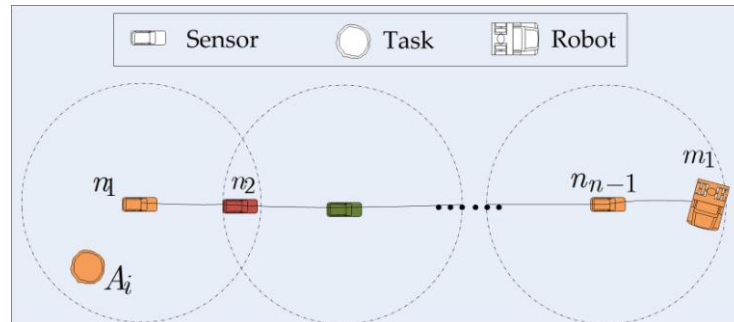 Sensor Task Robot
n₁ n₂ nₙ₋₁ m₁
Aᵢ